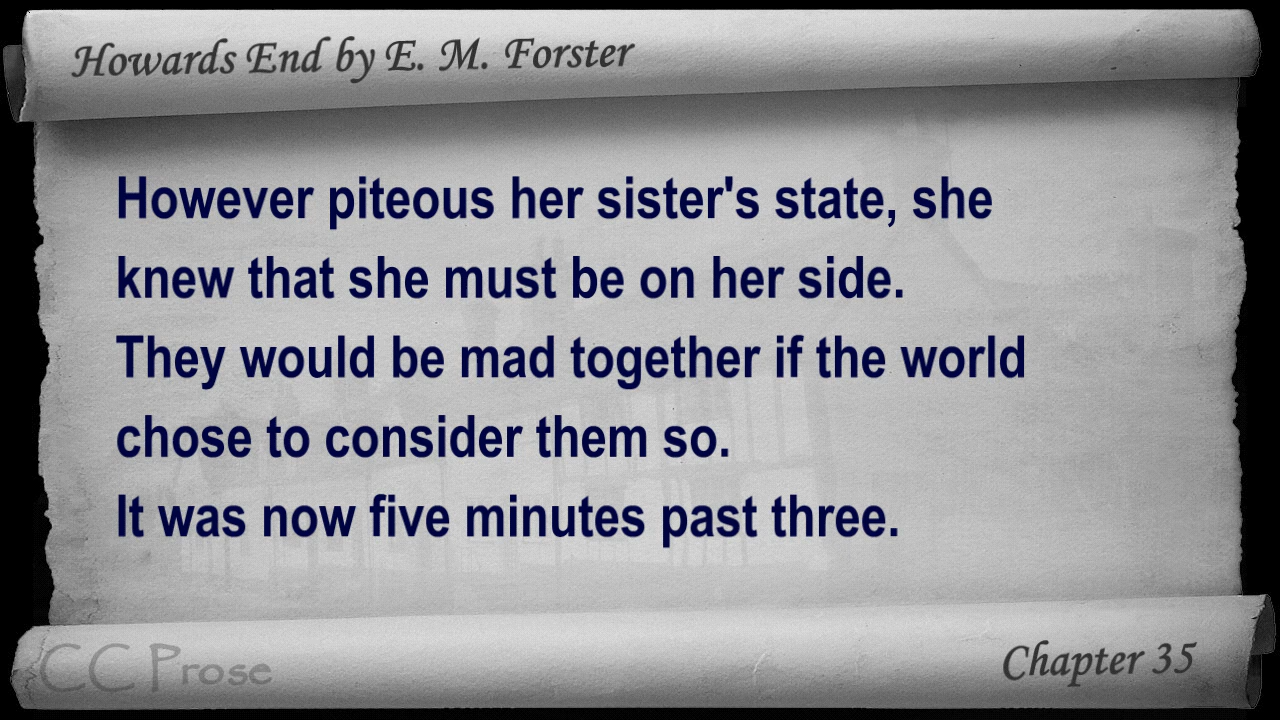 Howards End by E. M. Forster
However piteous her sister's state, she
knew that she must be on her side.
They would be mad together if the world
chose to consider them so.
It was now five minutes past three.
CC Prose
Chapter 35